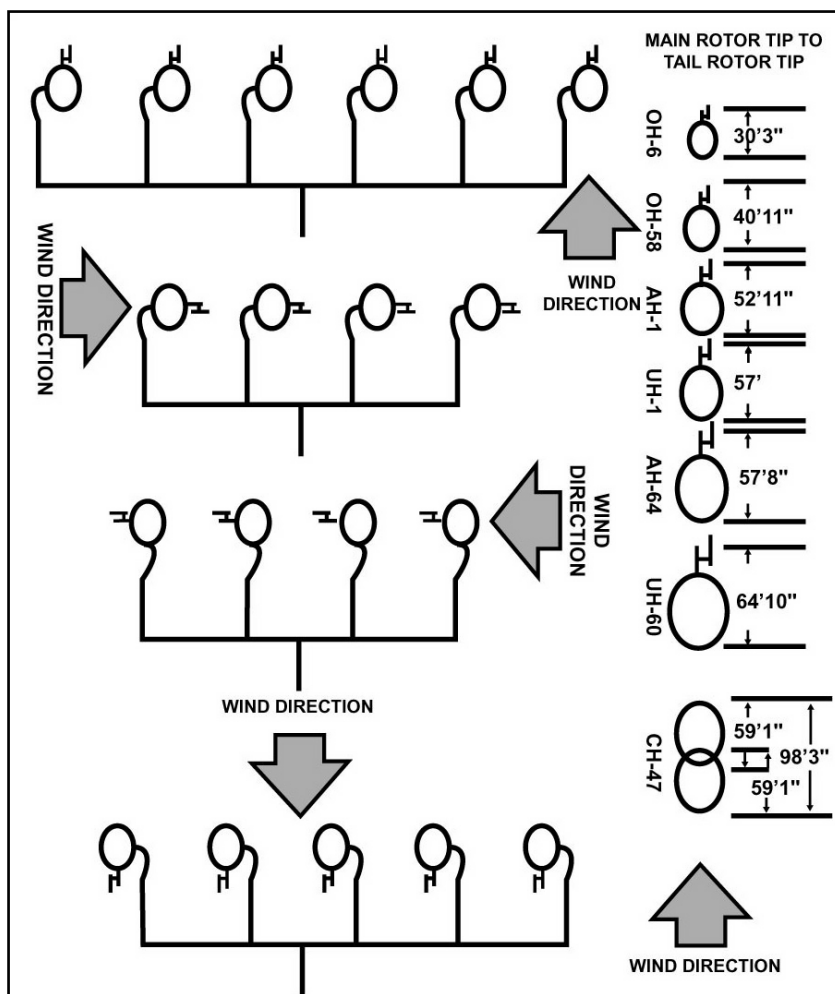 MAIN ROTOR TIP TO
TAIL ROTOR TIP
OH-6
30'3"
OH-58
40'11"
WIND
DIRECTION
WIND DIRECTION
AH-1
52'11"
UH-1
57'
AH-64
57'8"
WIND
DIRECTION
UH-60
64'10"
WIND DIRECTION
CH-47
59'1"
98'3"
59'1"
WIND DIRECTION